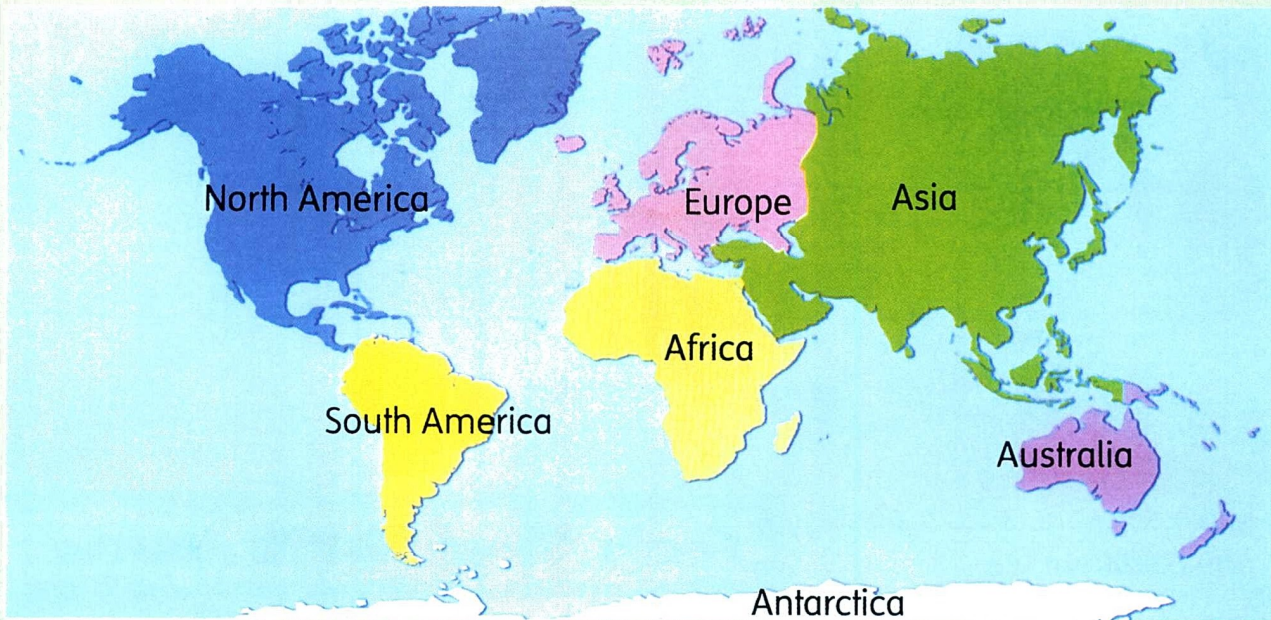 North America
Europe
Asia
Africa
South America
Australia
Antarctica